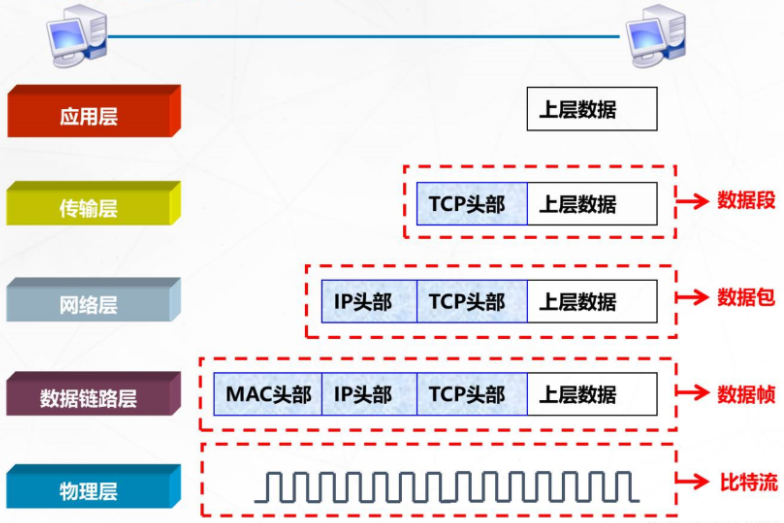 应用层
上层数据
传输层
TCP头部 上层数据
数据段
网络层
IP头部 TCP头部 上层数据
数据包
数据链路层
MAC头部 IP头部 TCP头部 上层数据
数据帧
物理层
比特流